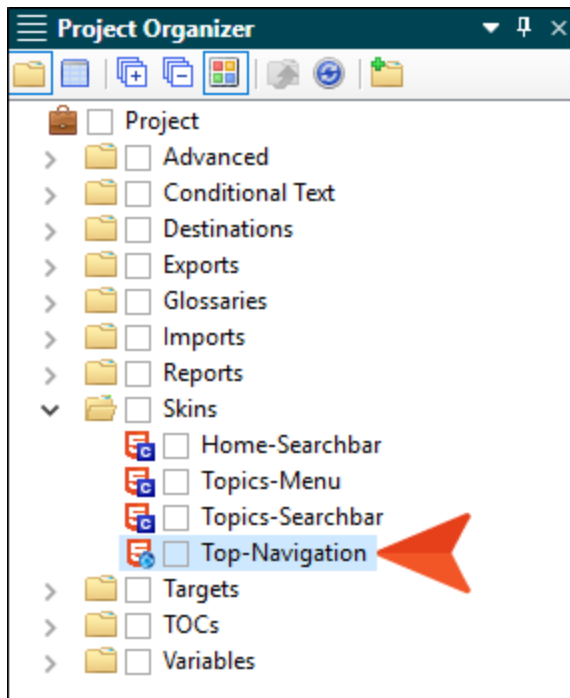 Project Organizer
Project
Advanced
Conditional Text
Destinations
Exports
Glossaries
Imports
Reports
Skins
Home-Searchbar
Topics-Menu
Topics-Searchbar
Top-Navigation
Targets
TOCs
Variables